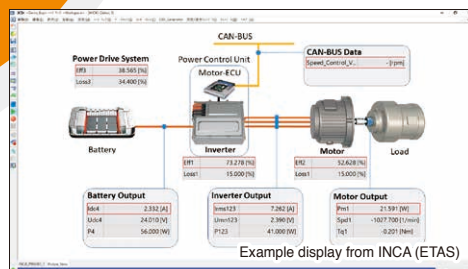 CAN-BUS
Power Drive System
Eff3 38.565 [%]
Loss3 34.400 [%]
Power Control Unit
Motor-ECU
CAN-BUS Data
Speed_Control_V... - [rpm]
Battery
Inverter
Motor
Load
Eff1 73.278 [%]
Loss1 15.000 [%]
Eff2 52.628 [%]
Loss1 15.000 [%]
Battery Output
Idc4 2.332 [A]
Udc4 24.010 [V]
P4 56.000 [W]
Inverter Output
Irms123 7.262 [A]
Umn123 2.390 [V]
P123 41.000 [W]
Motor Output
Pm1 21.591 [W]
Spd1 -1027.700 [1/min]
Tq1 -0.201 [Nm]
Example display from INCA (ETAS)